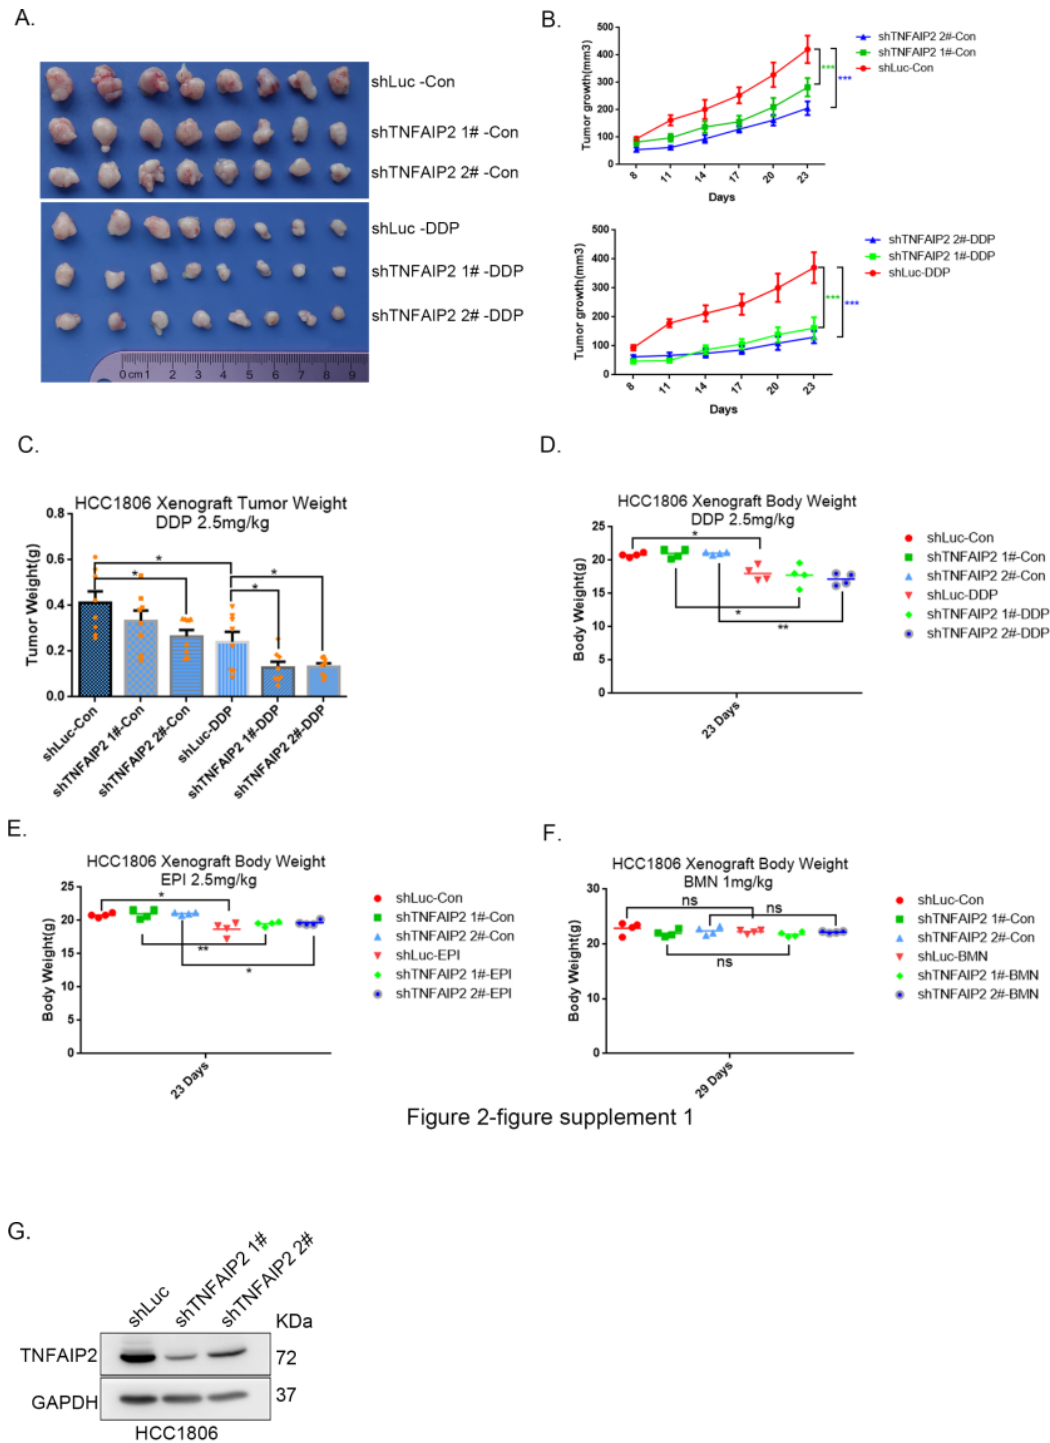 A.
shLuc -Con
shTNFAIP2 1# -Con
shTNFAIP2 2# -Con
shLuc -DDP
shTNFAIP2 1# -DDP
shTNFAIP2 2# -DDP
0 cm 1 2 3 4 5 6 7 8 9
B.
shTNFAIP2 2#-Con
shTNFAIP2 1#-Con
shLuc-Con
Tumor growth(mm3)
500
400
300
200
100
0
8 11 14 17 20 23
Days
***
***
shTNFAIP2 2#-DDP
shTNFAIP2 1#-DDP
shLuc-DDP
Tumor growth(mm3)
500
400
300
200
100
0
8 11 14 17 20 23
Days
***
***
C.
HCC1806 Xenograft Tumor Weight
DDP 2.5mg/kg
Tumor Weight(g)
0.8
0.6
0.4
0.2
0.0
*
*
*
*
shLuc-Con
shTNFAIP2 1#-Con
shTNFAIP2 2#-Con
shLuc-DDP
shTNFAIP2 1#-DDP
shTNFAIP2 2#-DDP
D.
HCC1806 Xenograft Body Weight
DDP 2.5mg/kg
Body Weight(g)
25
20
15
10
5
0
*
*
**
23 Days
shLuc-Con
shTNFAIP2 1#-Con
shTNFAIP2 2#-Con
shLuc-DDP
shTNFAIP2 1#-DDP
shTNFAIP2 2#-DDP
E.
HCC1806 Xenograft Body Weight
EPI 2.5mg/kg
Body Weight(g)
25
20
15
10
5
0
*
**
*
23 Days
shLuc-Con
shTNFAIP2 1#-Con
shTNFAIP2 2#-Con
shLuc-EPI
shTNFAIP2 1#-EPI
shTNFAIP2 2#-EPI
F.
HCC1806 Xenograft Body Weight
BMN 1mg/kg
Body Weight(g)
30
20
10
0
ns
ns
ns
29 Days
shLuc-Con
shTNFAIP2 1#-Con
shTNFAIP2 2#-Con
shLuc-BMN
shTNFAIP2 1#-BMN
shTNFAIP2 2#-BMN
Figure 2-figure supplement 1
G.
shLuc
shTNFAIP2 1#
shTNFAIP2 2#
KDa
TNFAIP2 72
GAPDH 37
HCC1806